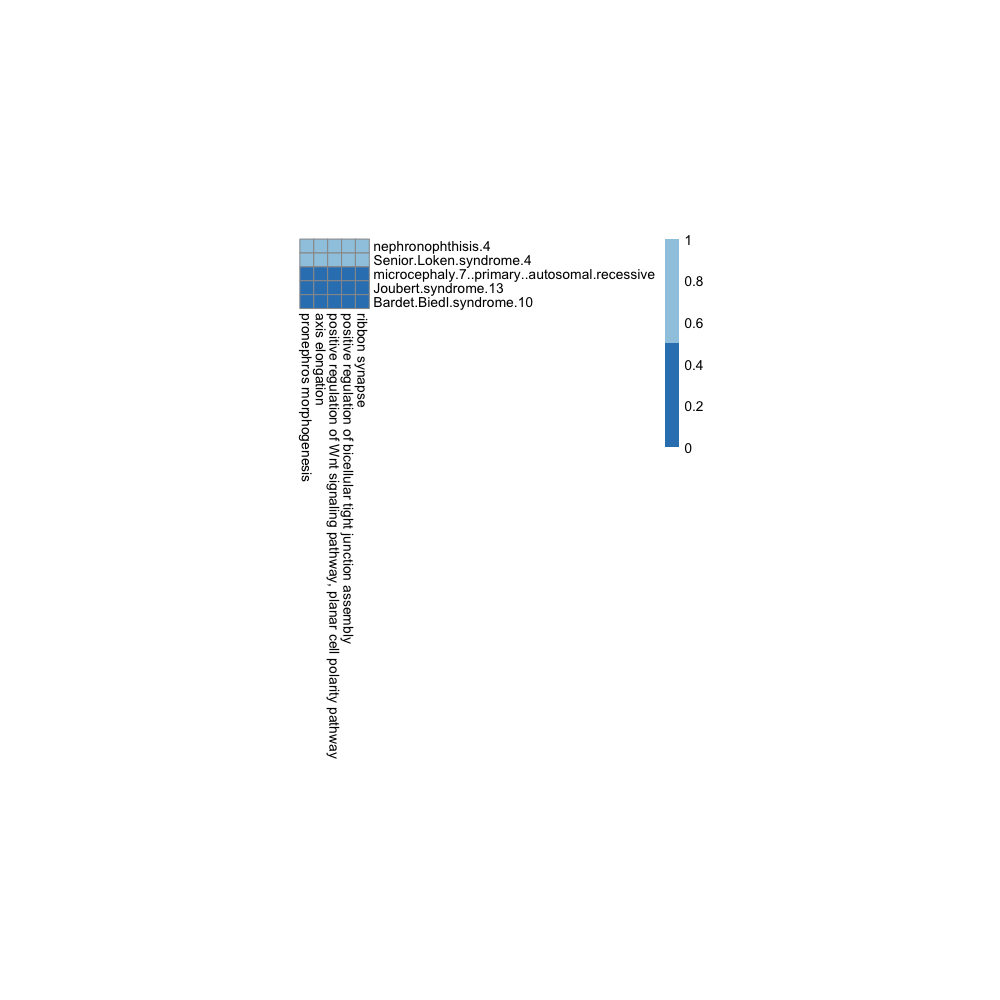 nephronophthisis.4
Senior.Loken.syndrome.4
microcephaly.7..primary..autosomal.recessive
Joubert.syndrome.13
Bardet.Biedl.syndrome.10
pronephros morphogenesis
axis elongation
positive regulation of Wnt signaling pathway, planar cell polarity pathway
positive regulation of bicellular tight junction assembly
ribbon synapse
1
0.8
0.6
0.4
0.2
0